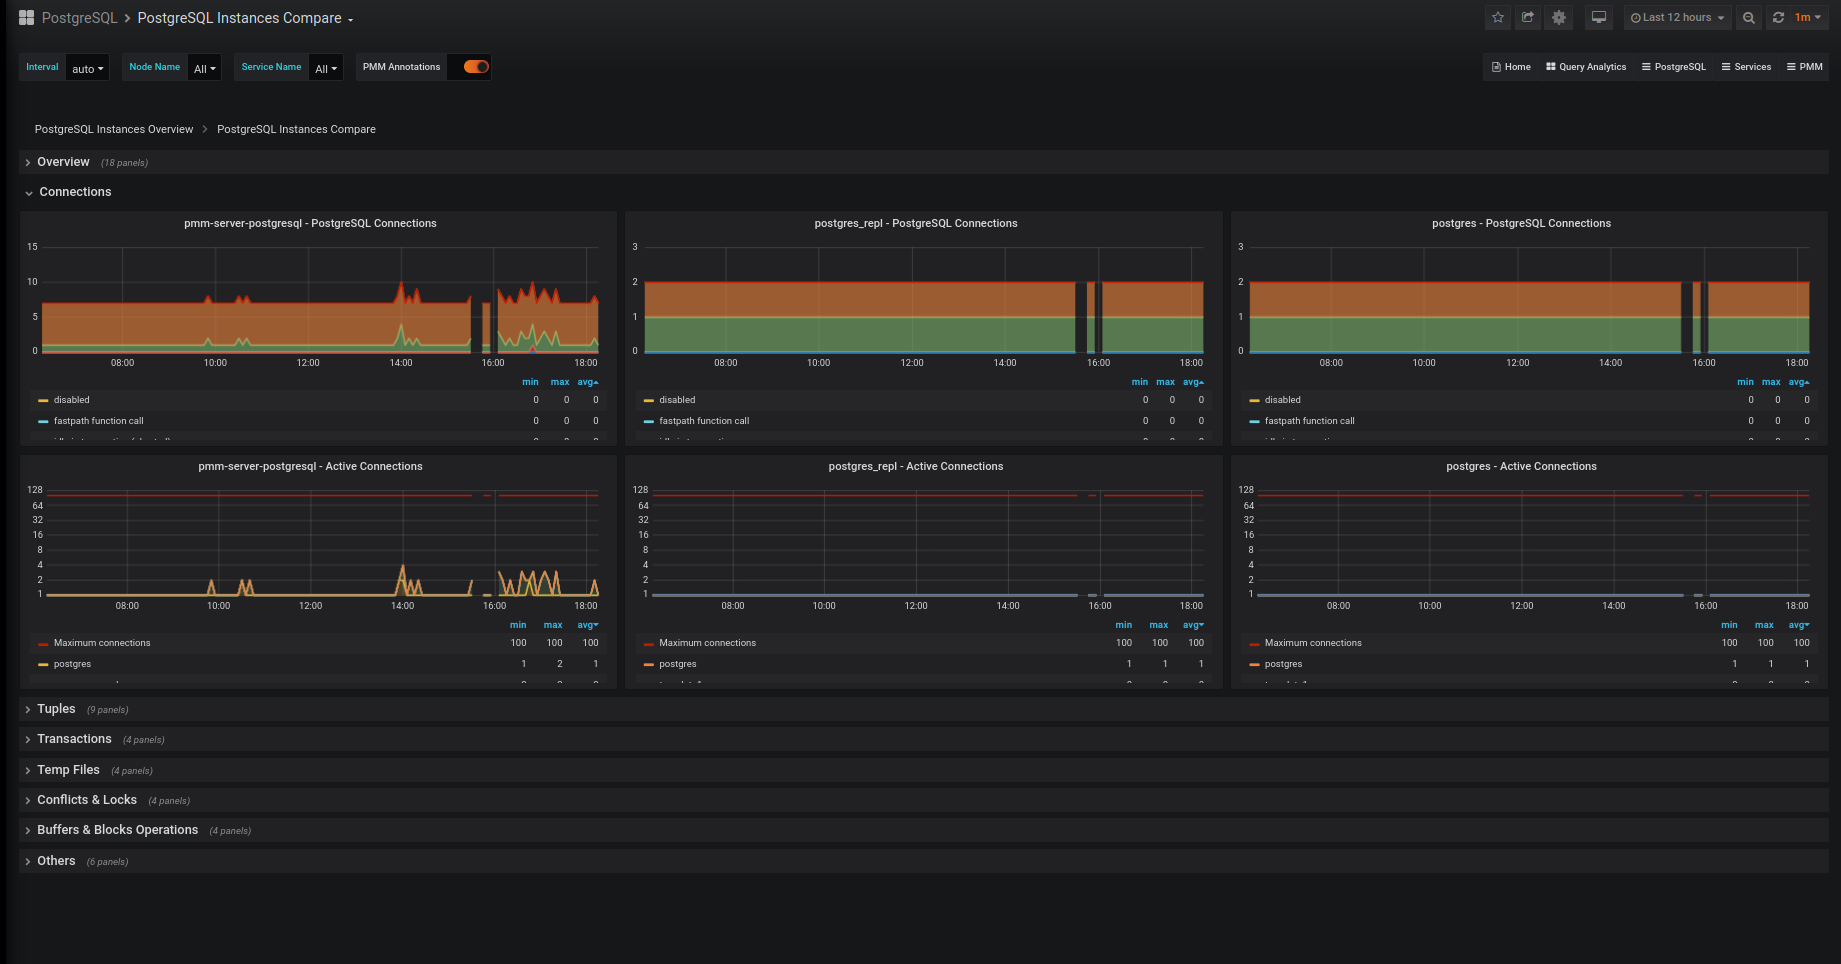 PostgreSQL > PostgreSQL Instances Compare
Last 12 hours
1m
Interval auto
Node Name All
Service Name All
PMM Annotations
Home
Query Analytics
PostgreSQL
Services
PMM
PostgreSQL Instances Overview > PostgreSQL Instances Compare
Overview (18 panels)
Connections
pmm-server-postgresql - PostgreSQL Connections
15
10
5
0
08:00 10:00 12:00 14:00 16:00 18:00
min max avg
disabled 0 0 0
fastpath function call 0 0 0
postgres_repl - PostgreSQL Connections
3
2
1
0
08:00 10:00 12:00 14:00 16:00 18:00
min max avg
disabled 0 0 0
fastpath function call 0 0 0
postgres - PostgreSQL Connections
3
2
1
0
08:00 10:00 12:00 14:00 16:00 18:00
min max avg
disabled 0 0 0
fastpath function call 0 0 0
pmm-server-postgresql - Active Connections
128
64
32
16
8
4
2
1
08:00 10:00 12:00 14:00 16:00 18:00
min max avg
Maximum connections 100 100 100
postgres 1 2 1
postgres_repl - Active Connections
128
64
32
16
8
4
2
1
08:00 10:00 12:00 14:00 16:00 18:00
min max avg
Maximum connections 100 100 100
postgres 1 1 1
postgres - Active Connections
128
64
32
16
8
4
2
1
08:00 10:00 12:00 14:00 16:00 18:00
min max avg
Maximum connections 100 100 100
postgres 1 1 1
Tuples (9 panels)
Transactions (4 panels)
Temp Files (4 panels)
Conflicts & Locks (4 panels)
Buffers & Blocks Operations (4 panels)
Others (6 panels)